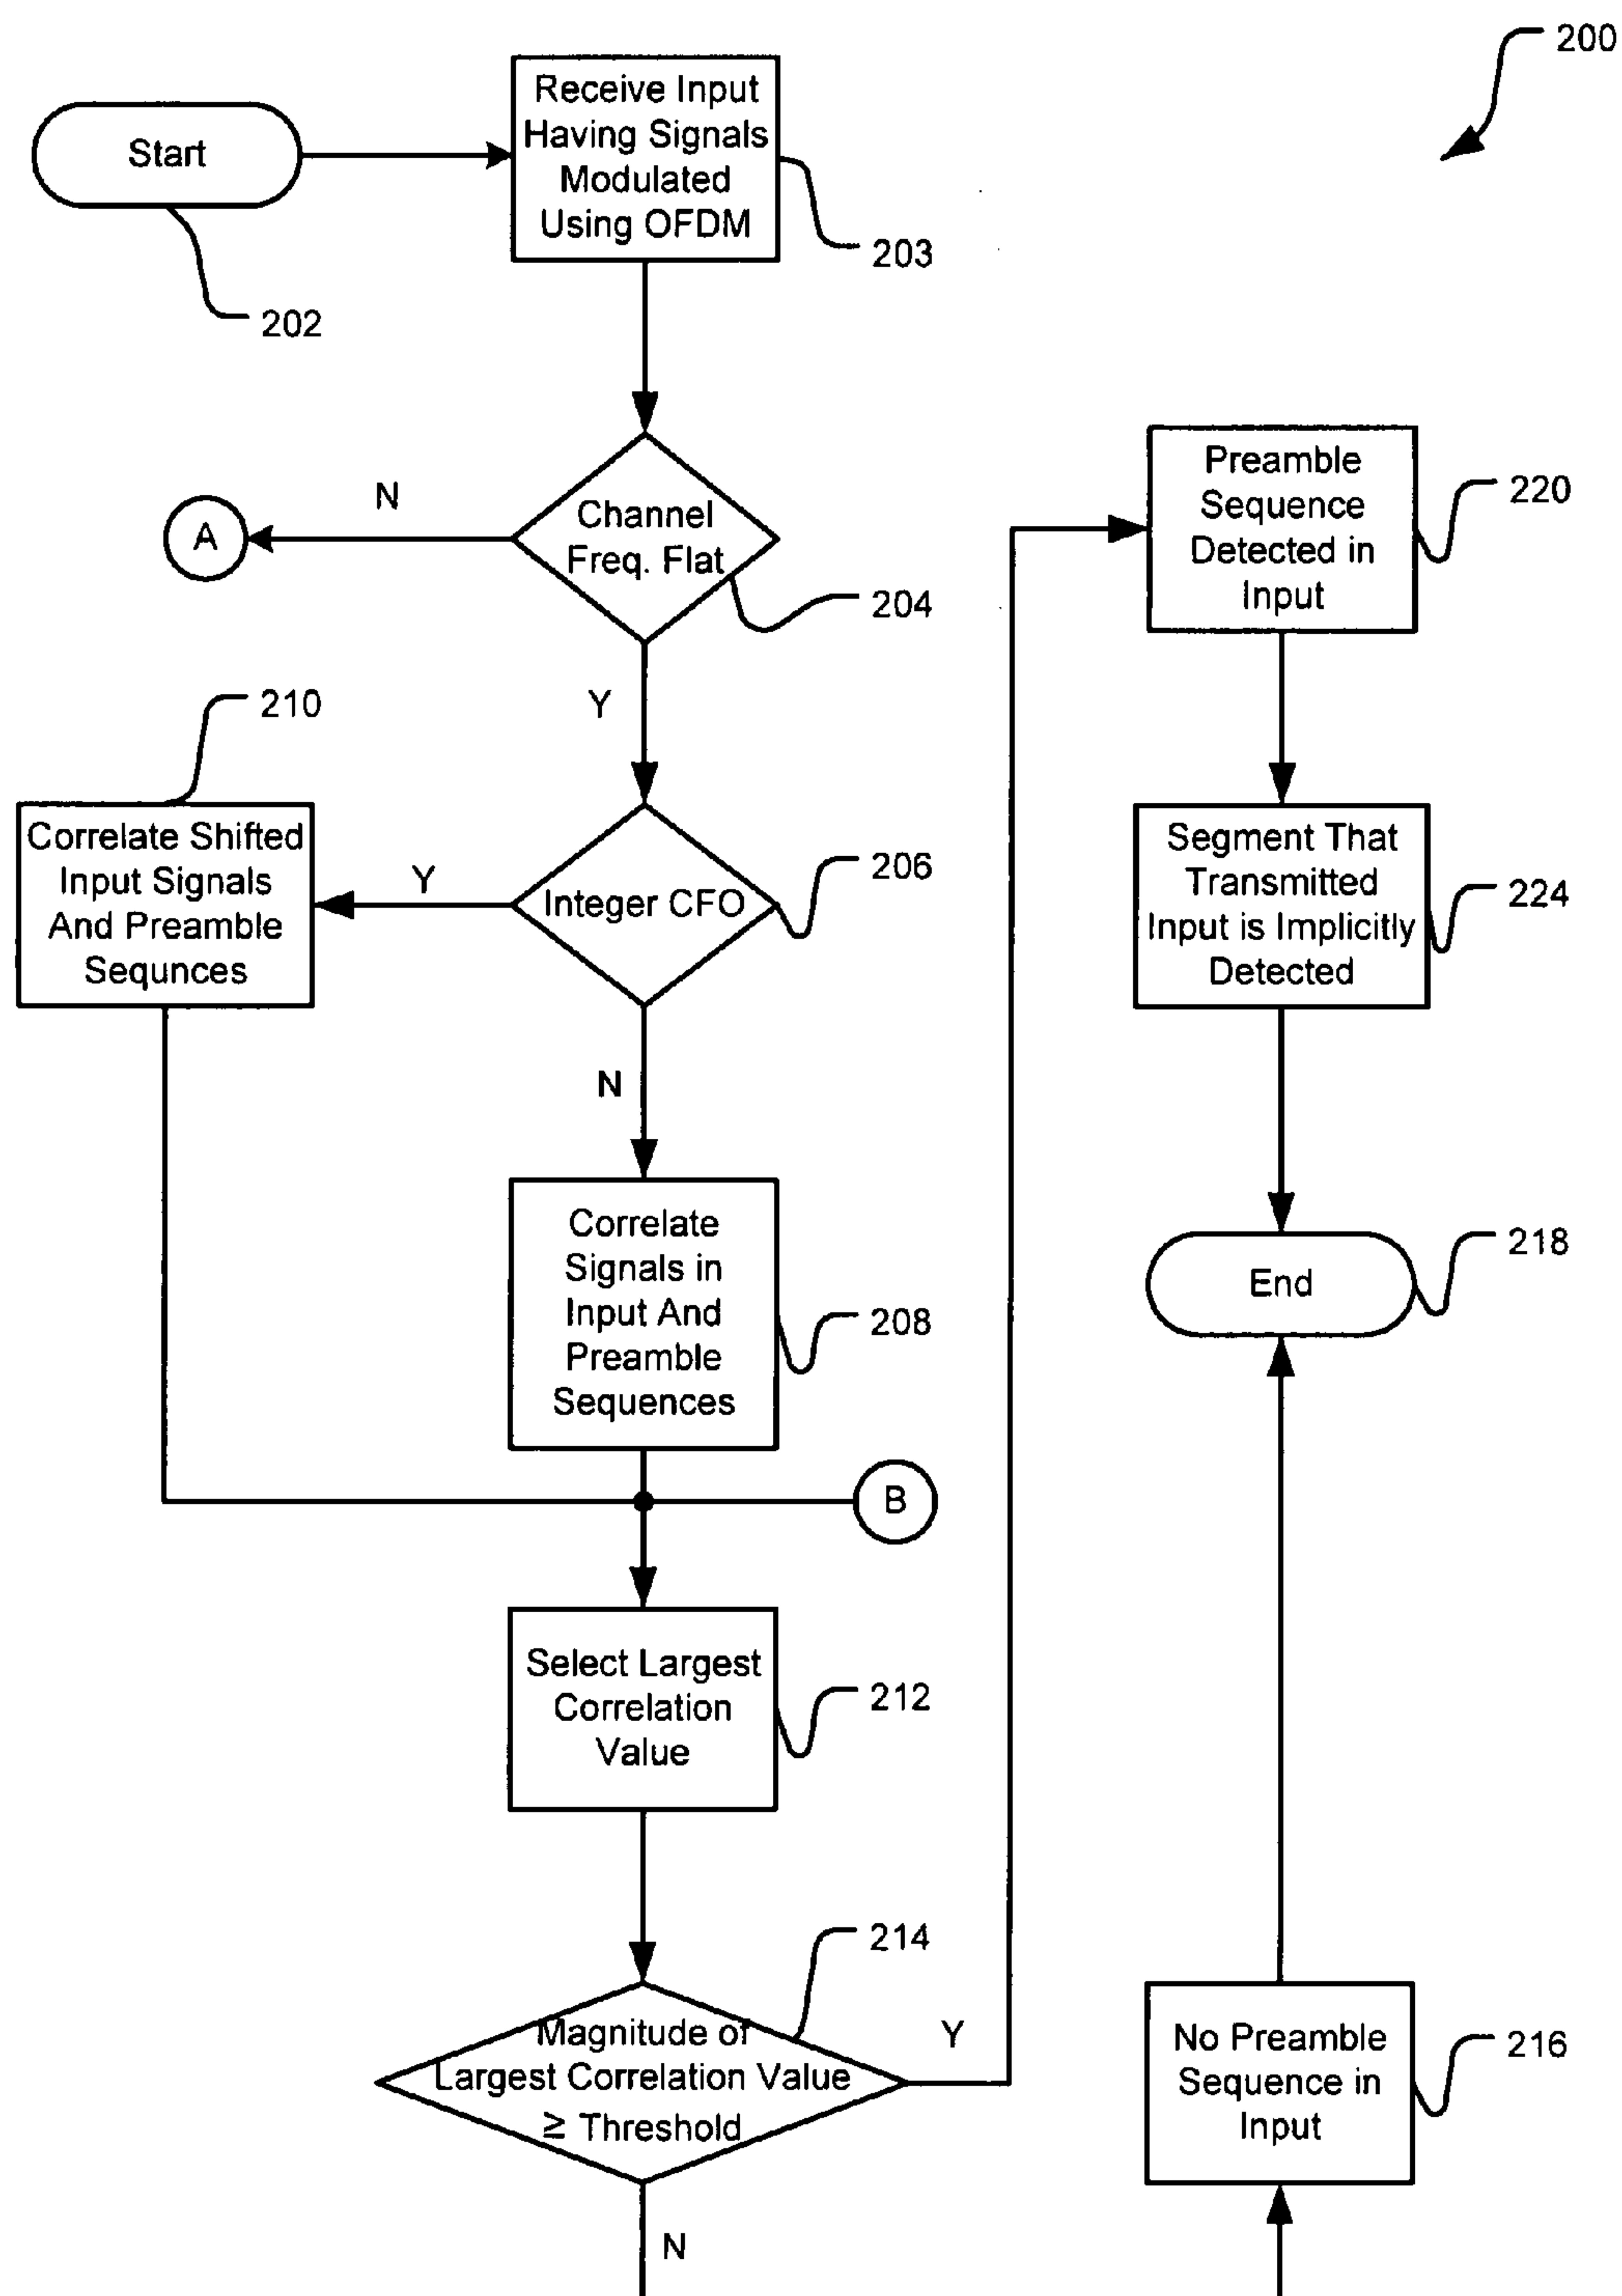 200
Start
202
Receive Input
Having Signals
Modulated
Using OFDM
203
N
A
Channel
Freq. Flat
204
Y
210
Correlate Shifted
Input Signals
And Preamble
Sequnces
Y
Integer CFO
206
N
Correlate
Signals in
Input And
Preamble
Sequences
208
B
Select Largest
Correlation
Value
212
214
Magnitude of
Largest Correlation Value
≥ Threshold
Y
N
Preamble
Sequence
Detected in
Input
220
Segment That
Transmitted
Input is Implicitly
Detected
224
End
218
No Preamble
Sequence in
Input
216